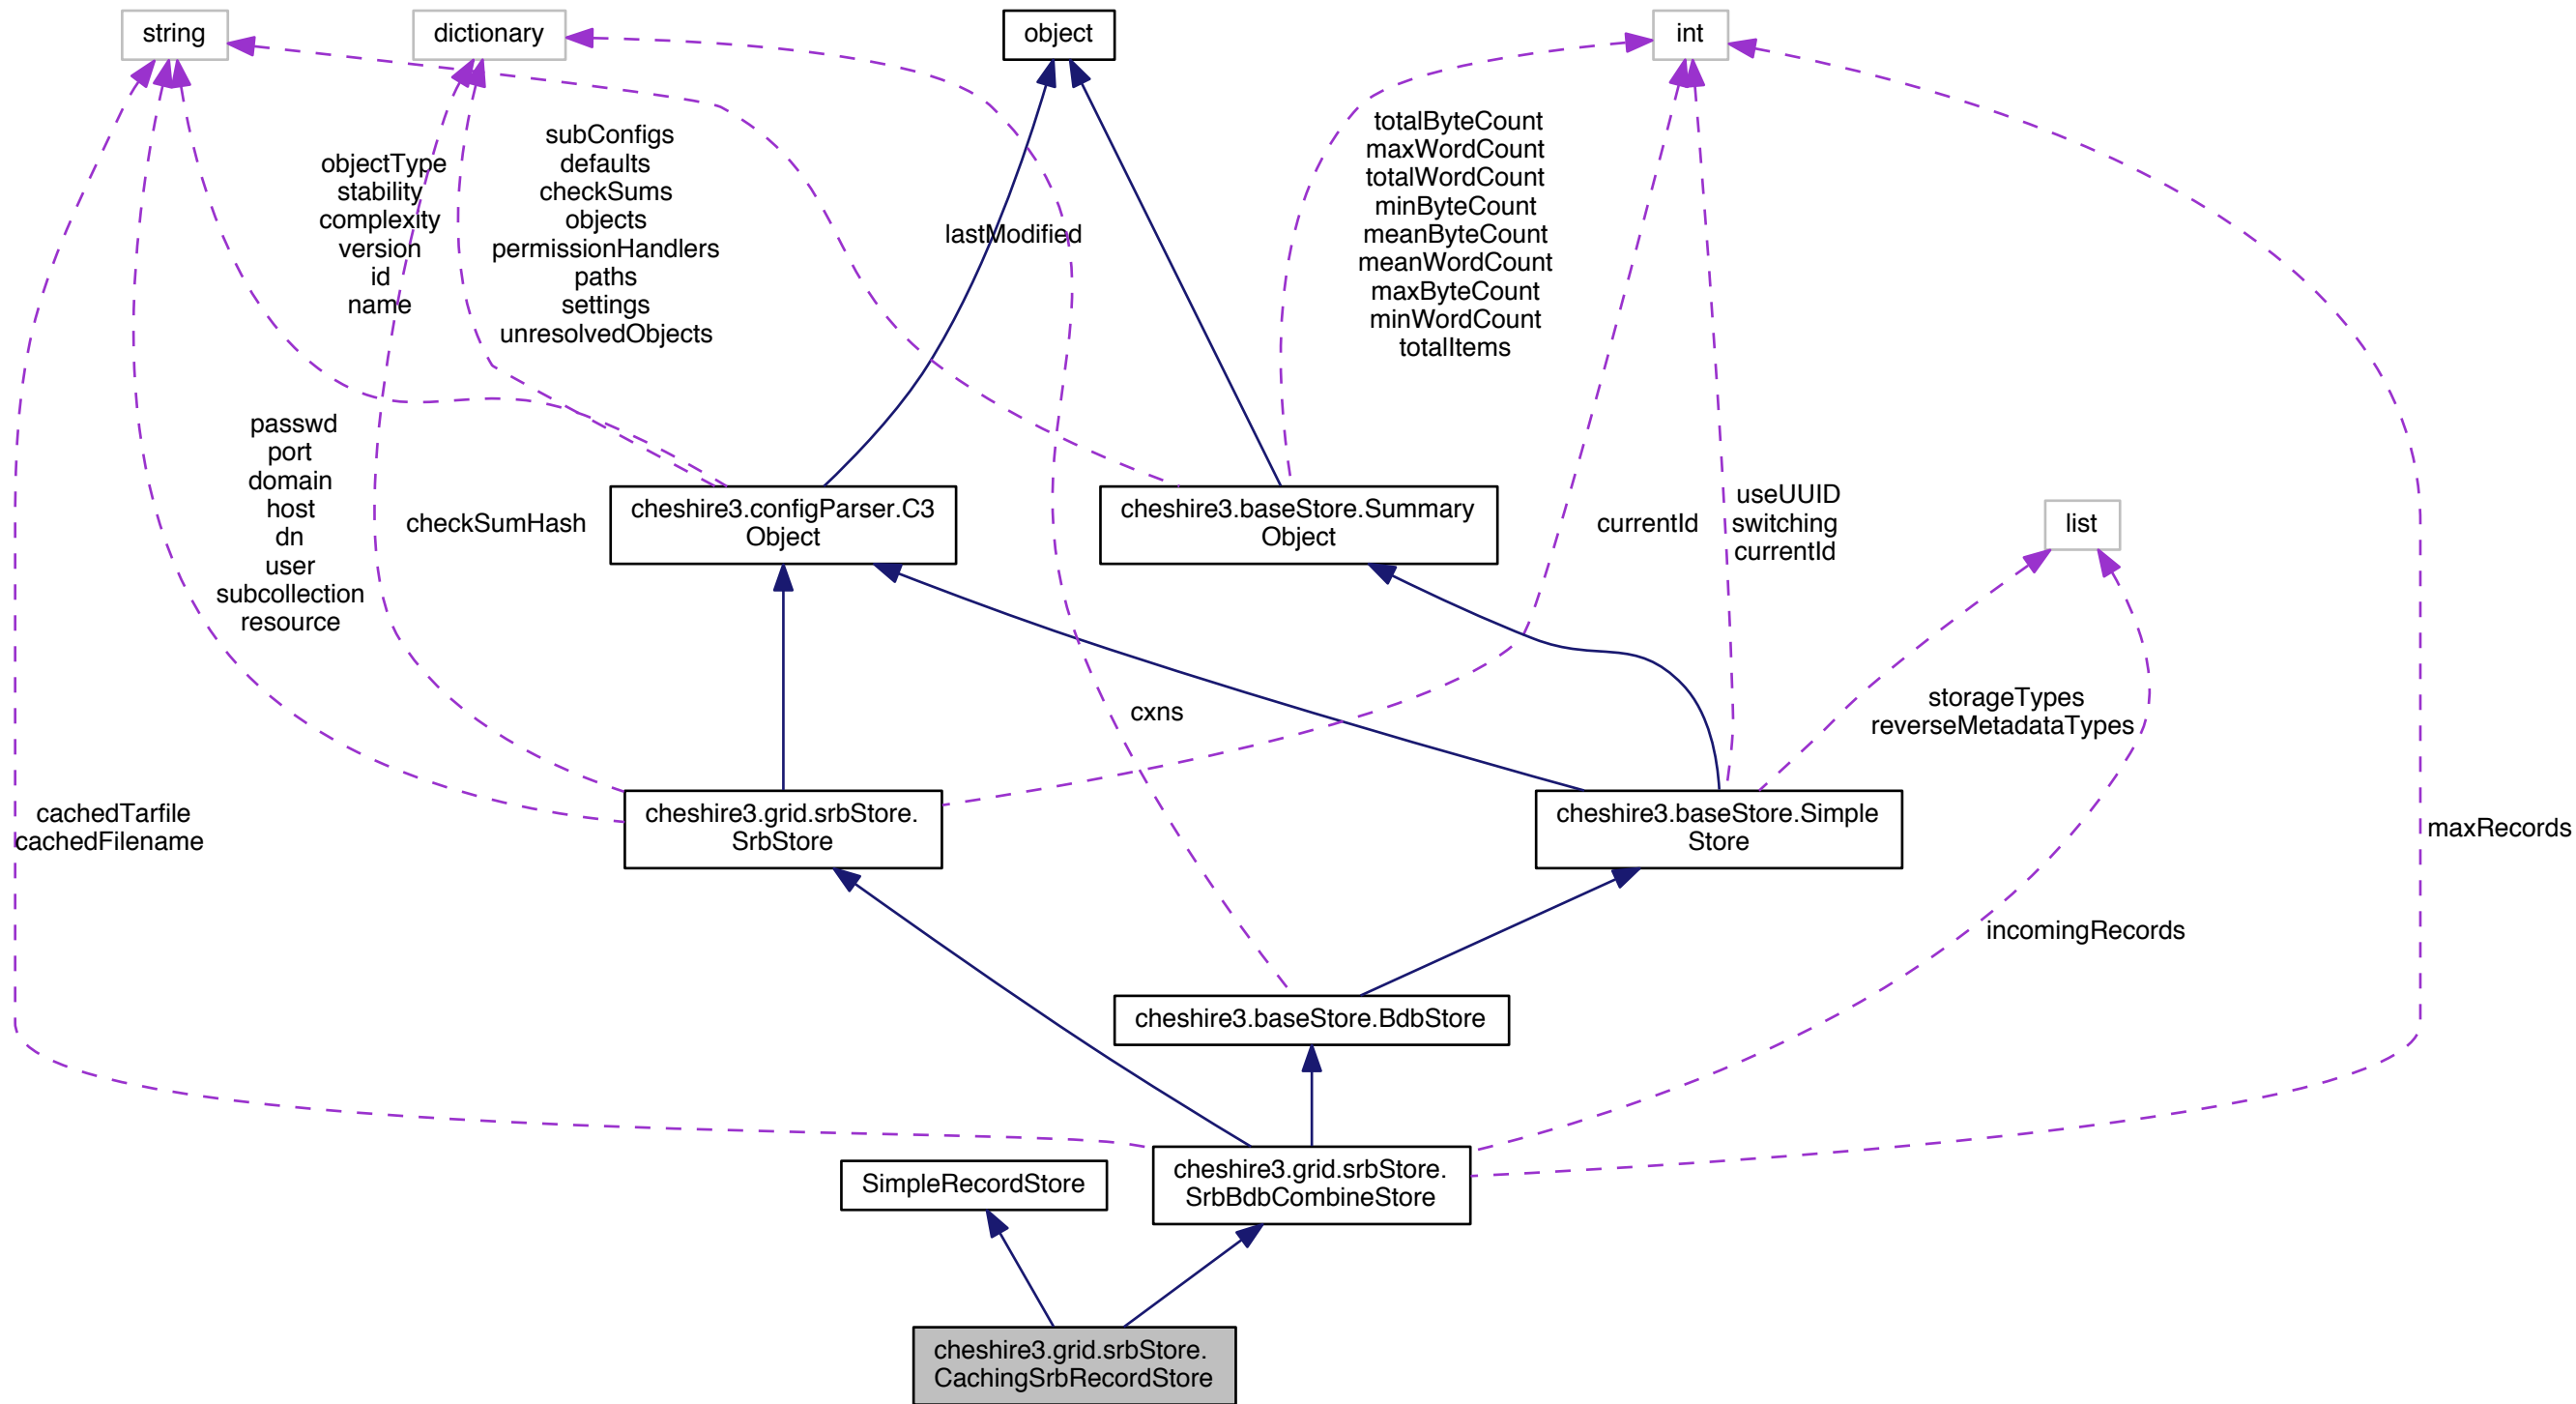 string
dictionary
object
int
totalByteCount
maxWordCount
totalWordCount
minByteCount
meanByteCount
meanWordCount
maxByteCount
minWordCount
totalItems
subConfigs
defaults
checkSums
objects
permissionHandlers
paths
settings
unresolvedObjects
objectType
stability
complexity
version
id
name
lastModified
passwd
port
domain
host
dn
user
subcollection
resource
checkSumHash
cheshire3.configParser.C3
Object
cheshire3.baseStore.Summary
Object
currentId
useUUID
switching
currentId
list
cxns
storageTypes
reverseMetadataTypes
cachedTarfile
cachedFilename
cheshire3.grid.srbStore.
SrbStore
cheshire3.baseStore.Simple
Store
maxRecords
incomingRecords
cheshire3.baseStore.BdbStore
SimpleRecordStore
cheshire3.grid.srbStore.
SrbBdbCombineStore
cheshire3.grid.srbStore.
CachingSrbRecordStore